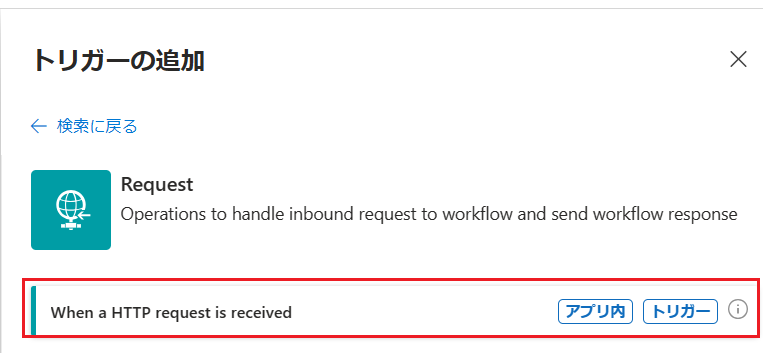 トリガーの追加
検索に戻る
Request
Operations to handle inbound request to workflow and send workflow response
When a HTTP request is received アプリ内 トリガー